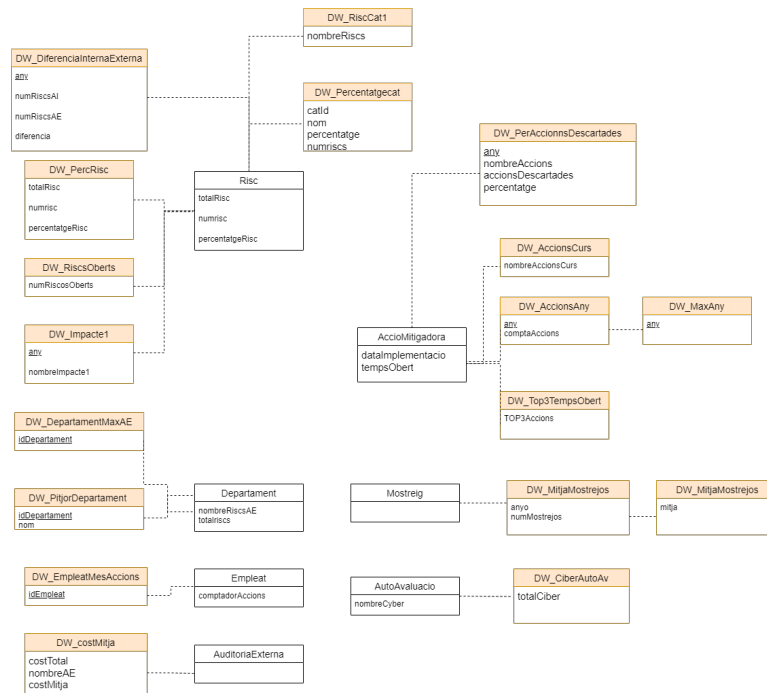 DW_RiscCat1
nombreRiscs
DW_DiferenciaInternaExterna
any
numRiscsAI
numRiscsAE
diferencia
DW_Percentatgecat
catId
nom
percentatge
numriscs
DW_PerAccionnsDescartades
any
nombreAccions
accionsDescartades
percentatge
DW_PercRisc
totalRisc
numrisc
percentatgeRisc
Risc
totalRisc
numrisc
percentatgeRisc
DW_AccionsCurs
nombreAccionsCurs
DW_RiscsOberts
numRiscosOberts
DW_AccionsAny
any
comptaAccions
DW_MaxAny
any
DW_Impacte1
any
nombreImpacte1
AccioMitigadora
dataImplementacio
tempsObert
DW_Top3TempsObert
TOP3Accions
DW_DepartamentMaxAE
idDepartament
DW_PitjorDepartament
idDepartament
nom
Departament
nombreRiscsAE
totalriscs
Mostreig
DW_MitjaMostrejos
anyo
numMostrejos
DW_MitjaMostrejos
mitja
DW_EmpleatMesAccions
idEmpleat
Empleat
comptadorAccions
AutoAvaluacio
nombreCyber
DW_CiberAutoAv
totalCiber
DW_costMitja
costTotal
nombreAE
costMitja
AuditoriaExterna